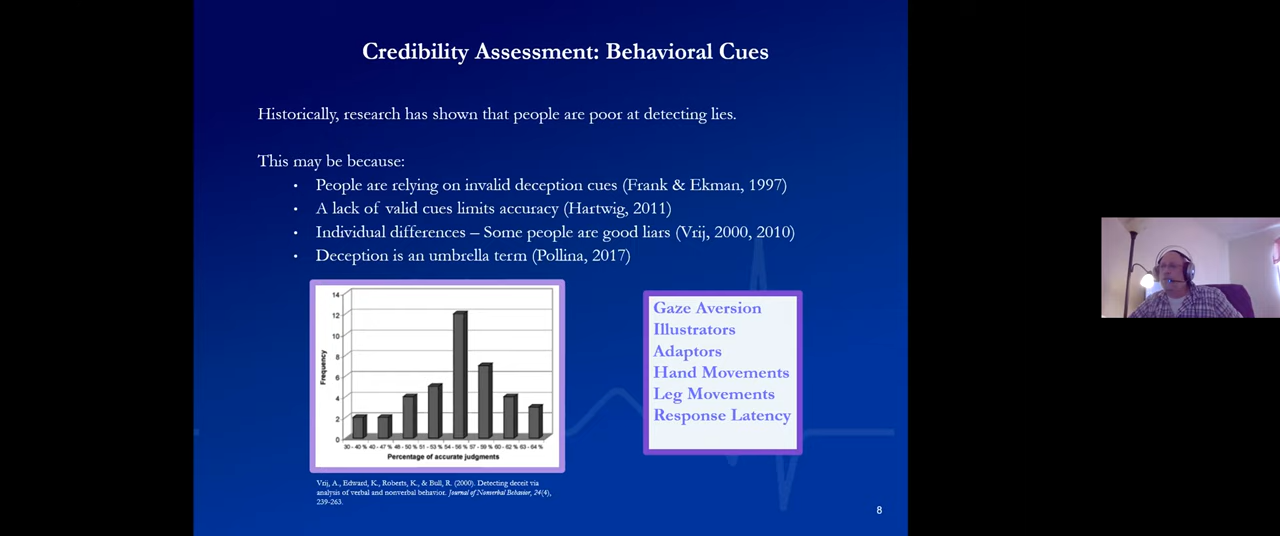 Credibility Assessment: Behavioral Cues
Historically, research has shown that people are poor at detecting lies.
This may be because:
• People are relying on invalid deception cues (Frank & Ekman, 1997)
• A lack of valid cues limits accuracy (Hartwig, 2011)
• Individual differences – Some people are good liars (Vrij, 2000, 2010)
• Deception is an umbrella term (Pollina, 2017)
14
12
10
8
6
4
2
0
Frequency
30 - 40 % 40 - 47 % 48 - 50 % 51 - 53 % 54 - 56 % 57 - 59 % 60 - 62 % 63 - 64 %
Percentage of accurate judgments
Gaze Aversion
Illustrators
Adaptors
Hand Movements
Leg Movements
Response Latency
Vrij, A., Edward, K., Roberts, K., & Bull, R. (2000). Detecting deceit via
analysis of verbal and nonverbal behavior. Journal of Nonverbal Behavior, 24(4),
239-263.
8